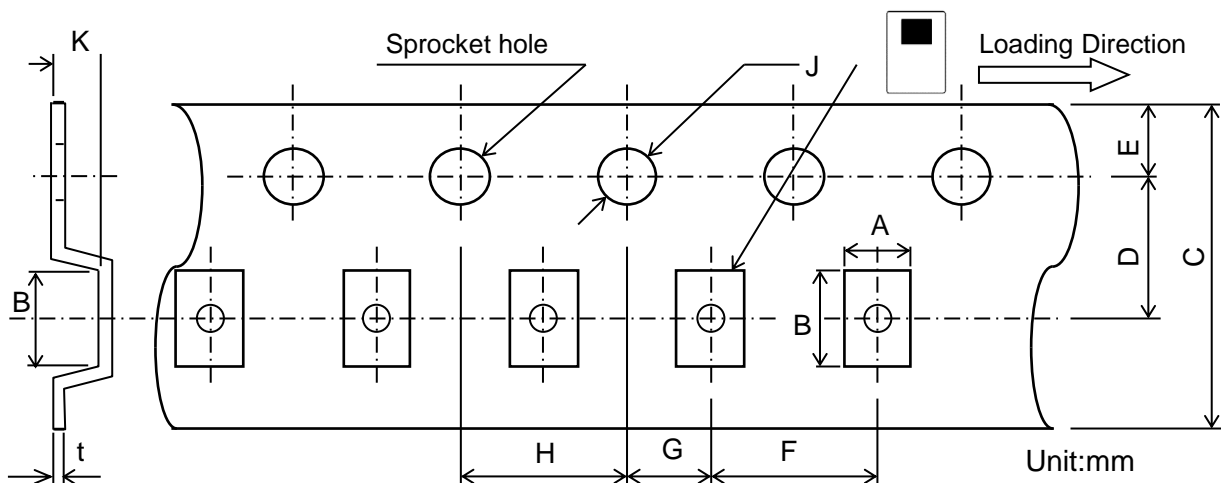 K
Sprocket hole
J
Loading Direction
E
A
D
C
B
B
t
H
G
F
Unit:mm